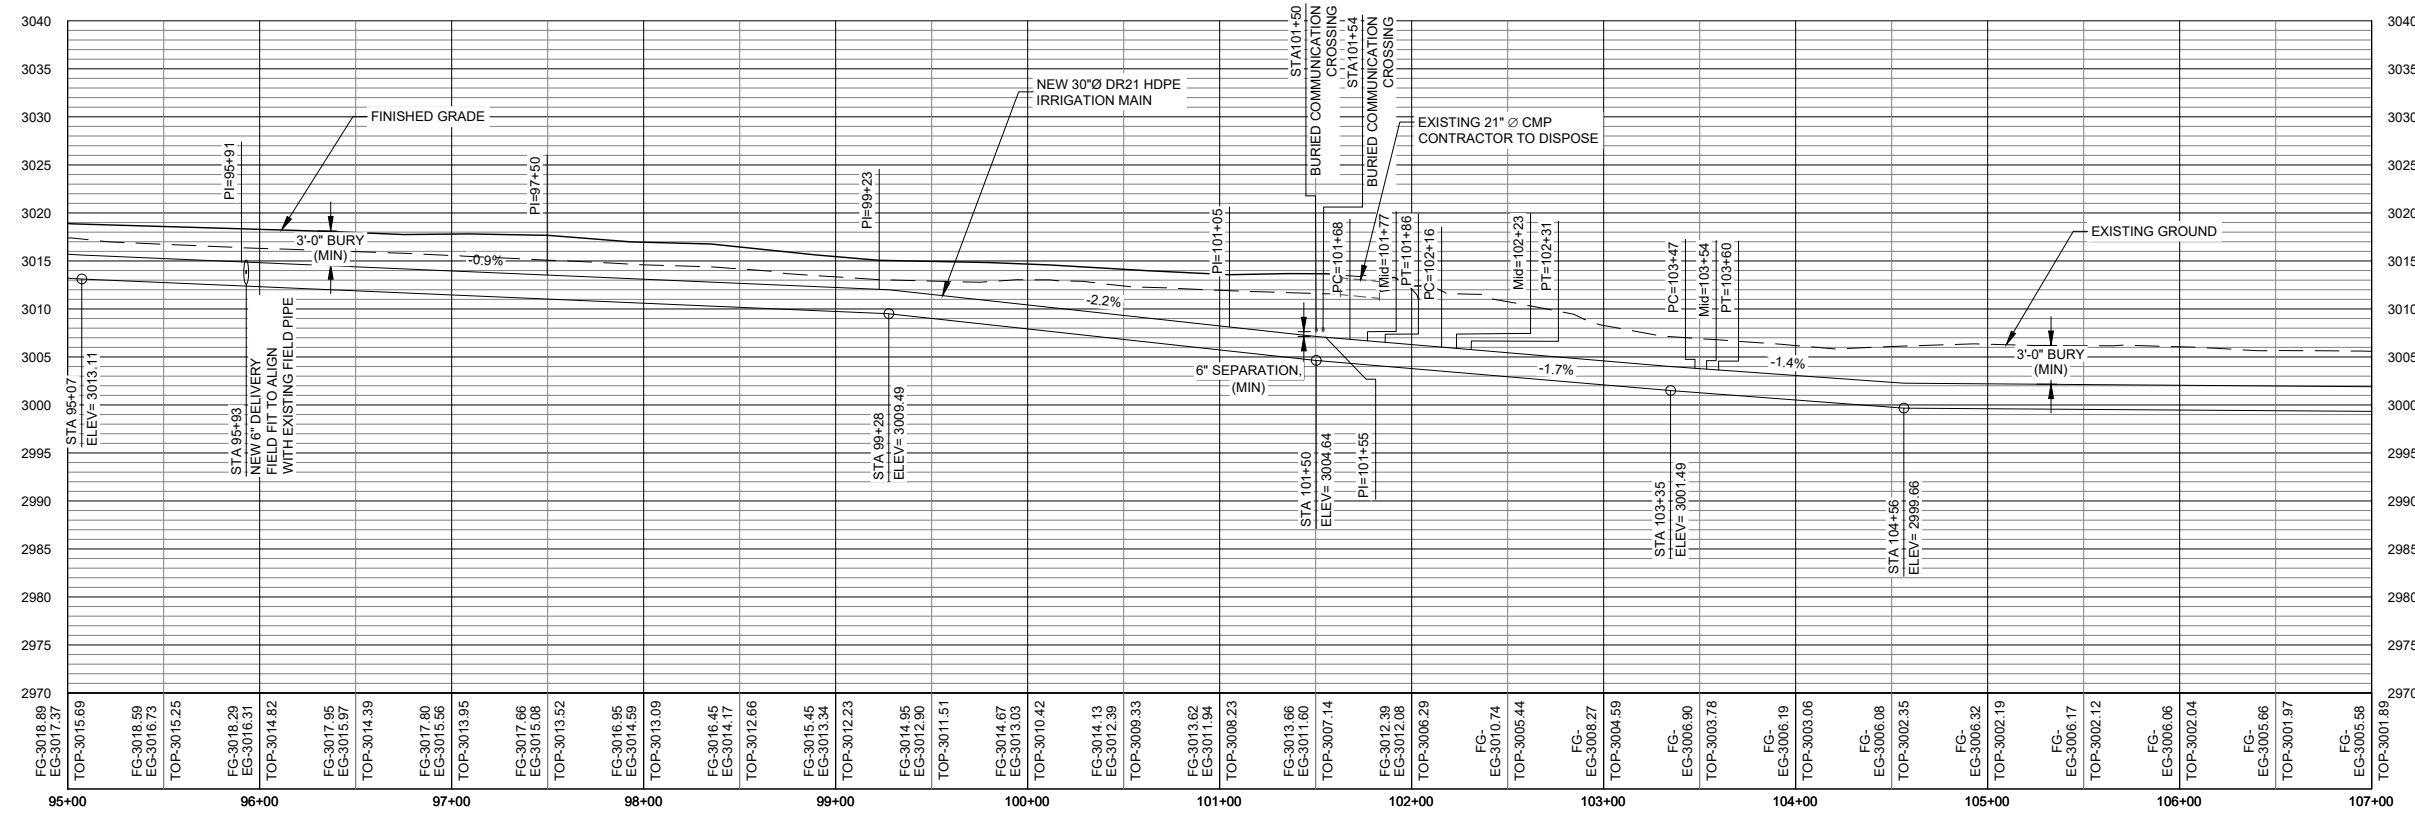 3040
3035
3030
3025
3020
3015
3010
3005
3000
2995
2990
2985
2980
2975
2970
3040
3035
3030
3025
3020
3015
3010
3005
3000
2995
2990
2985
2980
2975
2970
FINISHED GRADE
PI=95+91
3'-0" BURY
(MIN)
-0.9%
STA 95+07
ELEV= 3013.11
STA 95+93
NEW 6" DELIVERY
FIELD FIT TO ALIGN
WITH EXISTING FIELD PIPE
PI=97+50
PI=99+23
STA 99+28
ELEV= 3009.49
NEW 30"Ø DR21 HDPE
IRRIGATION MAIN
-2.2%
PI=101+05
STA101+50
BURIED COMMUNICATION
CROSSING
STA101+54
BURIED COMMUNICATION
CROSSING
EXISTING 21" Ø CMP
CONTRACTOR TO DISPOSE
6" SEPARATION,
(MIN)
STA 101+50
ELEV= 3004.64
PI=101+55
PC=101+68
Mid=101+77
PT=101+86
PC=102+16
Mid=102+23
PT=102+31
-1.7%
PC=103+47
Mid=103+54
PT=103+60
STA 103+35
ELEV= 3001.49
-1.4%
STA 104+56
ELEV= 2999.66
EXISTING GROUND
3'-0" BURY
(MIN)
FG-3018.89
EG-3017.37
TOP-3015.69
FG-3018.59
EG-3016.73
TOP-3015.25
FG-3018.29
EG-3016.31
TOP-3014.82
FG-3017.95
EG-3015.97
TOP-3014.39
FG-3017.80
EG-3015.56
TOP-3013.95
FG-3017.66
EG-3015.08
TOP-3013.52
FG-3016.95
EG-3014.59
TOP-3013.09
FG-3016.45
EG-3014.17
TOP-3012.66
FG-3015.45
EG-3013.34
TOP-3012.23
FG-3014.95
EG-3012.90
TOP-3011.51
FG-3014.67
EG-3013.03
TOP-3010.42
FG-3014.13
EG-3012.39
TOP-3009.33
FG-3013.62
EG-3011.94
TOP-3008.23
FG-3013.66
EG-3011.60
TOP-3007.14
FG-3012.39
EG-3012.08
TOP-3006.29
FG-
EG-3010.74
TOP-3005.44
FG-
EG-3008.27
TOP-3004.59
FG-
EG-3006.90
TOP-3003.78
FG-
EG-3006.19
TOP-3003.06
FG-
EG-3006.08
TOP-3002.35
FG-
EG-3006.32
TOP-3002.19
FG-
EG-3006.17
TOP-3002.12
FG-
EG-3006.06
TOP-3002.04
FG-
EG-3005.66
TOP-3001.97
FG-
EG-3005.58
TOP-3001.89
95+00
96+00
97+00
98+00
99+00
100+00
101+00
102+00
103+00
104+00
105+00
106+00
107+00